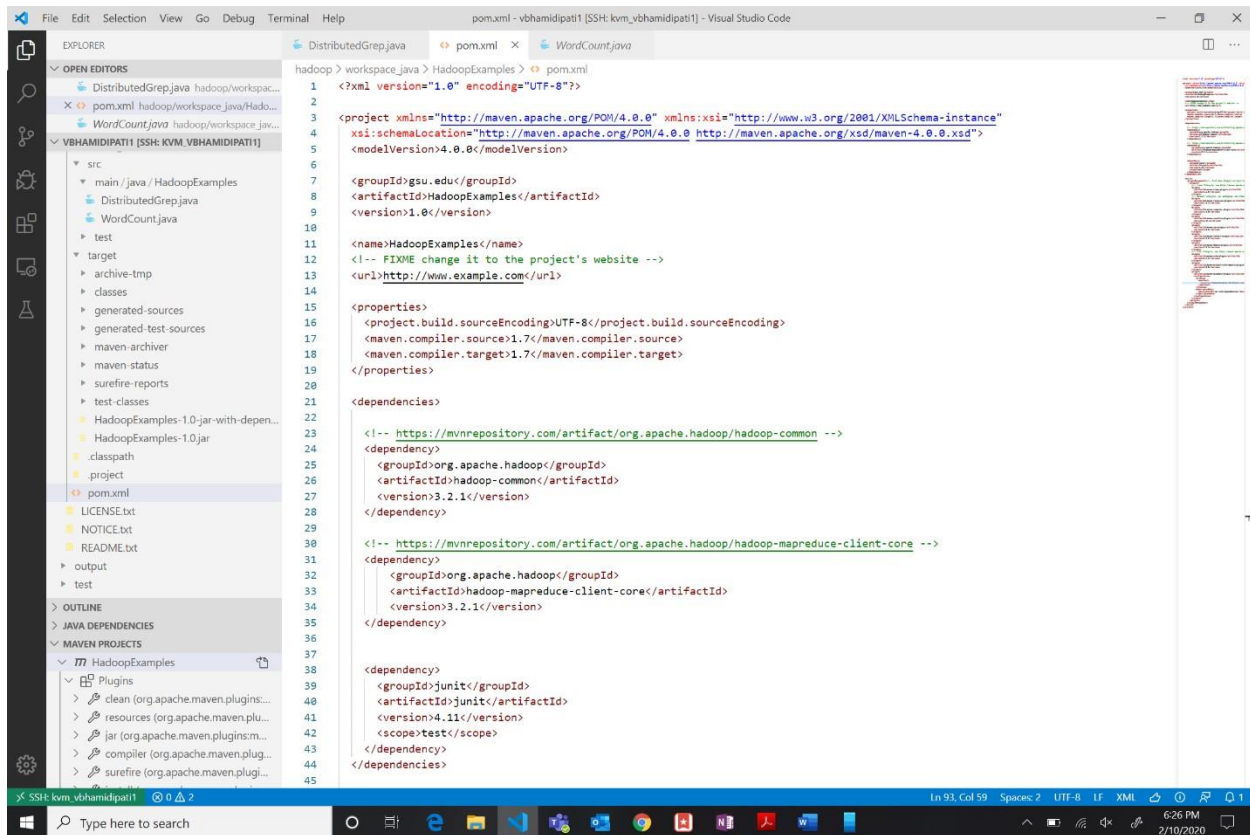 File Edit Selection View Go Debug Terminal Help
pom.xml - vbhamidipati1 [SSH: kvm_vbhamidipati1] - Visual Studio Code
EXPLORER
OPEN EDITORS
DistributedGrep.java hadoop/workspac...
pom.xml hadoop/workspace_java/Hado...
WordCount.java hadoop/workspace_jav...
VBHAMIDIPATI1 [SSH: KVM_VBHAMIDIPATI1]
src
main / java / HadoopExamples
DistributedGrep.java
WordCount.java
test
target
archive-tmp
classes
generated-sources
generated-test-sources
maven-archiver
maven-status
surefire-reports
test-classes
HadoopExamples-1.0-jar-with-depen...
HadoopExamples-1.0.jar
.classpath
.project
pom.xml
LICENSE.txt
NOTICE.txt
README.txt
output
test
OUTLINE
JAVA DEPENDENCIES
MAVEN PROJECTS
HadoopExamples
Plugins
clean (org.apache.maven.plugins:...
resources (org.apache.maven.plu...
jar (org.apache.maven.plugins:m...
compiler (org.apache.maven.plug...
surefire (org.apache.maven.plugi...
DistributedGrep.java pom.xml WordCount.java
hadoop > workspace_java > HadoopExamples > pom.xml
1 <?xml version="1.0" encoding="UTF-8"?>
2
3 <project xmlns="http://maven.apache.org/POM/4.0.0" xmlns:xsi="http://www.w3.org/2001/XMLSchema-instance"
4 xsi:schemaLocation="http://maven.apache.org/POM/4.0.0 http://maven.apache.org/xsd/maven-4.0.0.xsd">
5 <modelVersion>4.0.0</modelVersion>
6
7 <groupId>gsu.edu</groupId>
8 <artifactId>HadoopExamples</artifactId>
9 <version>1.0</version>
10
11 <name>HadoopExamples</name>
12 <!-- FIXME change it to the project's website -->
13 <url>http://www.example.com</url>
14
15 <properties>
16 <project.build.sourceEncoding>UTF-8</project.build.sourceEncoding>
17 <maven.compiler.source>1.7</maven.compiler.source>
18 <maven.compiler.target>1.7</maven.compiler.target>
19 </properties>
20
21 <dependencies>
22
23 <!-- https://mvnrepository.com/artifact/org.apache.hadoop/hadoop-common -->
24 <dependency>
25 <groupId>org.apache.hadoop</groupId>
26 <artifactId>hadoop-common</artifactId>
27 <version>3.2.1</version>
28 </dependency>
29
30 <!-- https://mvnrepository.com/artifact/org.apache.hadoop/hadoop-mapreduce-client-core -->
31 <dependency>
32 <groupId>org.apache.hadoop</groupId>
33 <artifactId>hadoop-mapreduce-client-core</artifactId>
34 <version>3.2.1</version>
35 </dependency>
36
37
38 <dependency>
39 <groupId>junit</groupId>
40 <artifactId>junit</artifactId>
41 <version>4.11</version>
42 <scope>test</scope>
43 </dependency>
44 </dependencies>
45
SSH: kvm_vbhamidipati1 0 2
Ln 93, Col 59 Spaces: 2 UTF-8 LF XML 1
Type here to search
6:26 PM
2/10/2020